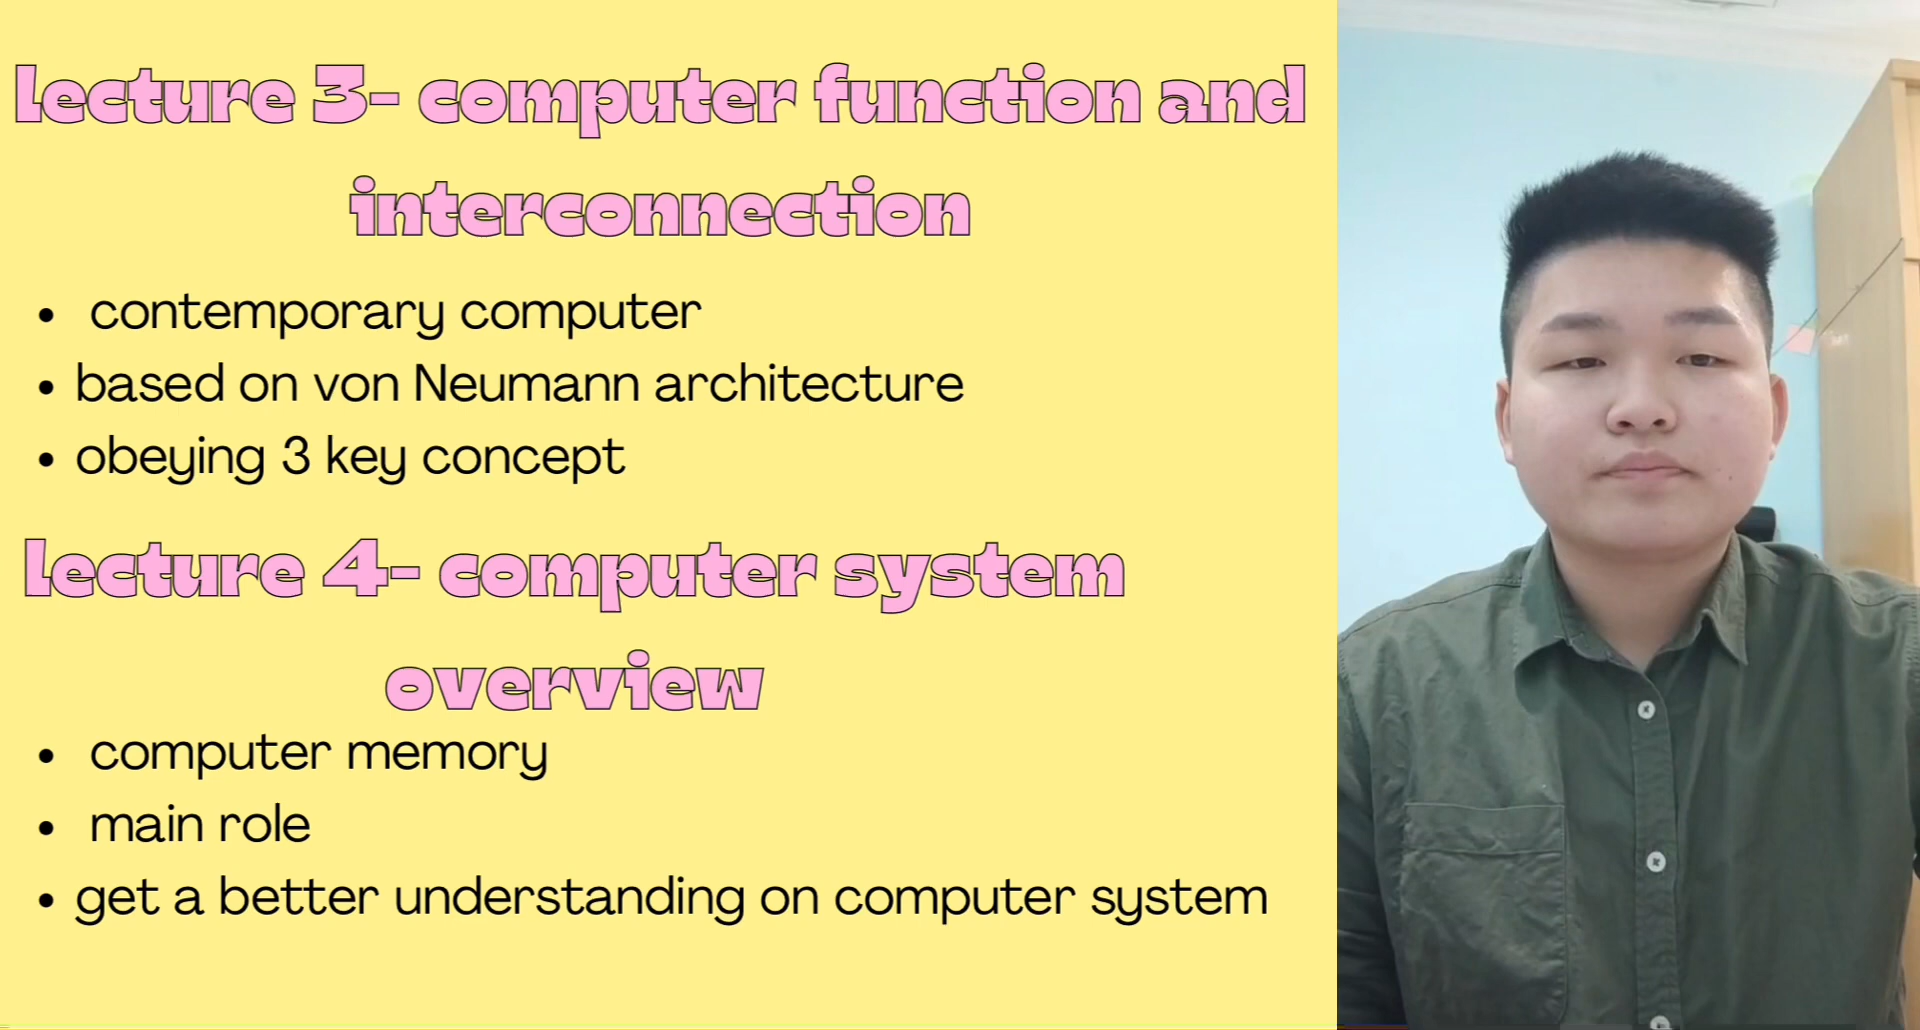 lecture 3- computer function and
interconnection
• contemporary computer
• based on von Neumann architecture
• obeying 3 key concept
lecture 4- computer system
overview
• computer memory
• main role
• get a better understanding on computer system